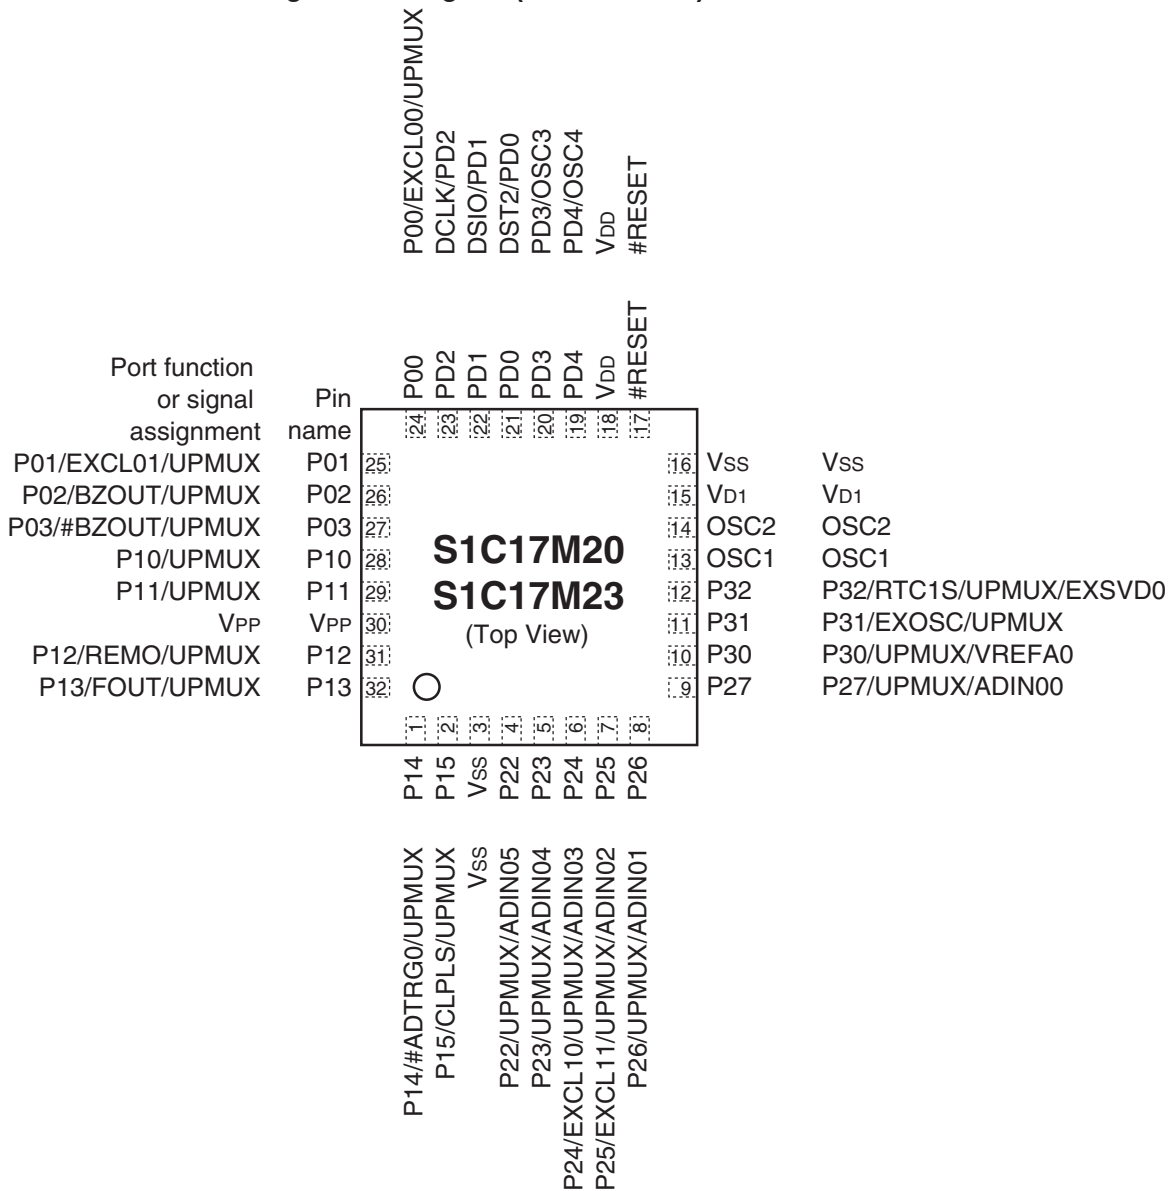 P00/EXCL00/UPMUX
DCLK/PD2
DSIO/PD1
DST2/PD0
PD3/OSC3
PD4/OSC4
VDD
#RESET
P00
PD2
PD1
PD0
PD3
PD4
VDD
#RESET
Port function
or signal
assignment
Pin
name
24
23
22
21
20
19
18
17
P01/EXCL01/UPMUX P01 25
P02/BZOUT/UPMUX P02 26
P03/#BZOUT/UPMUX P03 27
P10/UPMUX P10 28
P11/UPMUX P11 29
VPP VPP 30
P12/REMO/UPMUX P12 31
P13/FOUT/UPMUX P13 32
S1C17M20
S1C17M23
(Top View)
16 VSS VSS
15 VD1 VD1
14 OSC2 OSC2
13 OSC1 OSC1
12 P32 P32/RTC1S/UPMUX/EXSVD0
11 P31 P31/EXOSC/UPMUX
10 P30 P30/UPMUX/VREFA0
9 P27 P27/UPMUX/ADIN00
1
2
3
4
5
6
7
8
P14
P15
VSS
P22
P23
P24
P25
P26
P14/#ADTRG0/UPMUX
P15/CLPLS/UPMUX
VSS
P22/UPMUX/ADIN05
P23/UPMUX/ADIN04
P24/EXCL10/UPMUX/ADIN03
P25/EXCL11/UPMUX/ADIN02
P26/UPMUX/ADIN01